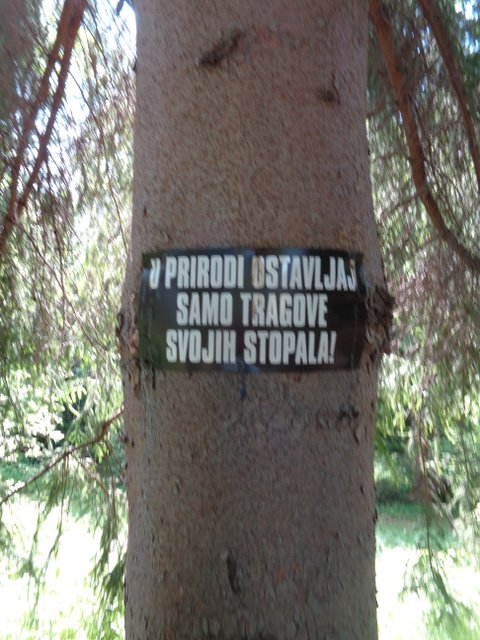 U PRIRODI OSTAVLJAJ
SAMO TRAGOVE
SVOJIH STOPALA!